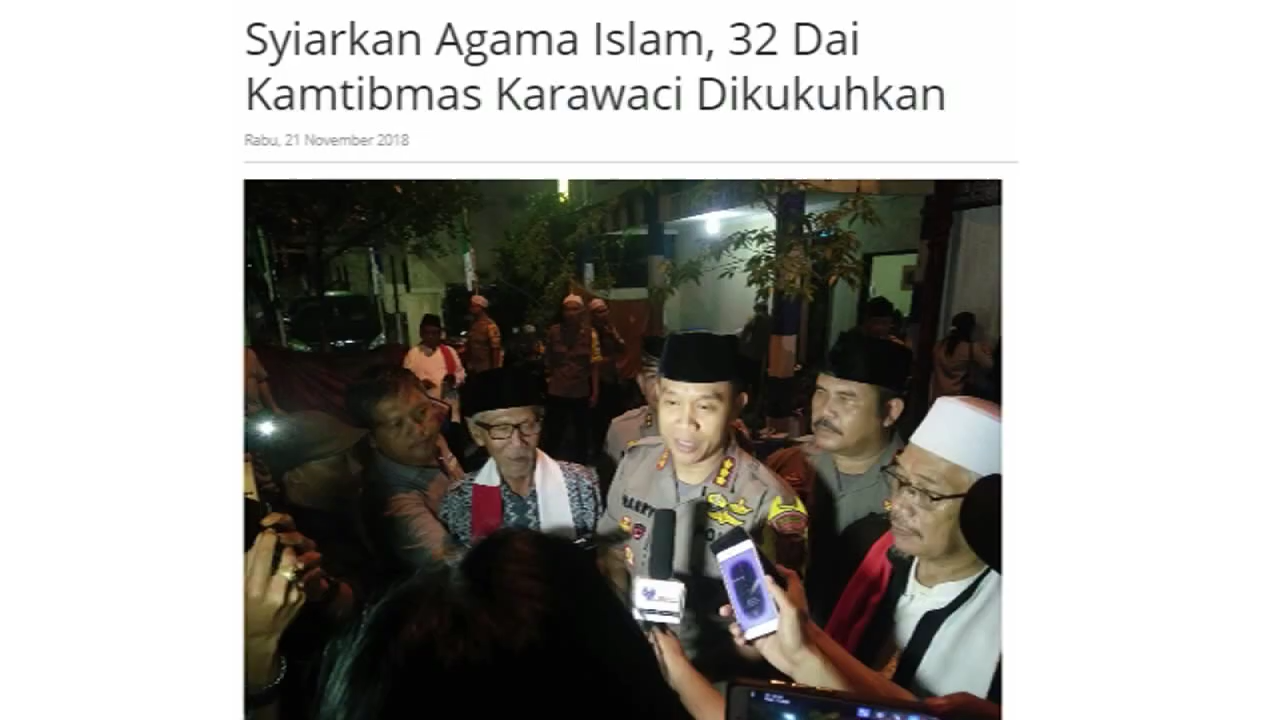 Syiarkan Agama Islam, 32 Dai
Kamtibmas Karawaci Dikukuhkan
Rabu, 21 November 2018